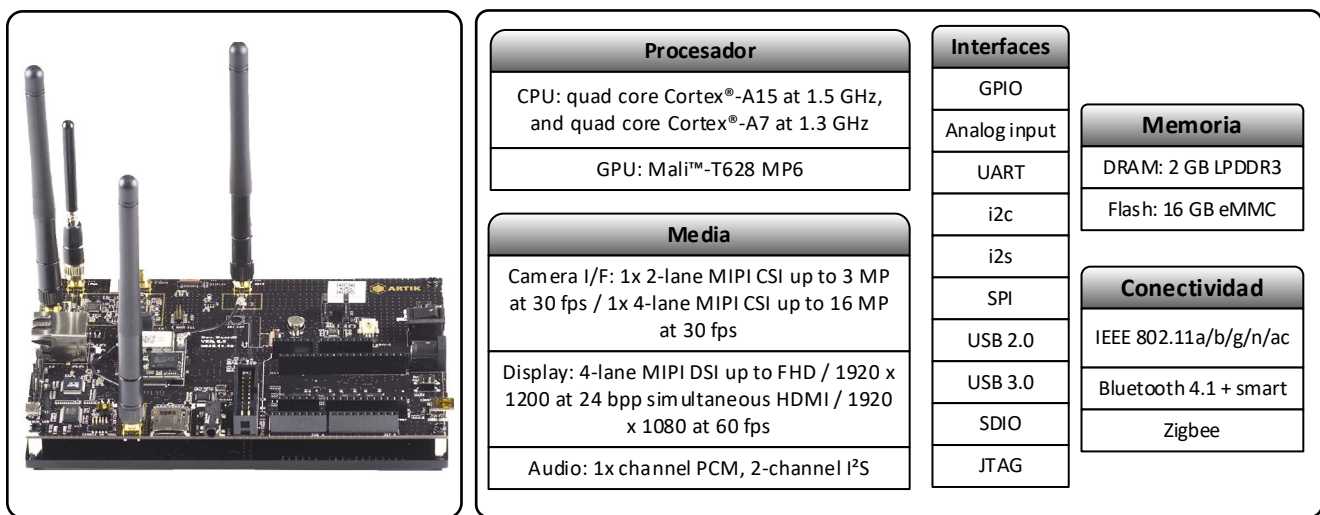 ARTIK
Procesador
CPU: quad core Cortex®-A15 at 1.5 GHz,
and quad core Cortex®-A7 at 1.3 GHz
GPU: Mali™-T628 MP6
Media
Camera I/F: 1x 2-lane MIPI CSI up to 3 MP
at 30 fps / 1x 4-lane MIPI CSI up to 16 MP
at 30 fps
Display: 4-lane MIPI DSI up to FHD / 1920 x
1200 at 24 bpp simultaneous HDMI / 1920
x 1080 at 60 fps
Audio: 1x channel PCM, 2-channel I²S
Interfaces
GPIO
Analog input
UART
i2c
i2s
SPI
USB 2.0
USB 3.0
SDIO
JTAG
Memoria
DRAM: 2 GB LPDDR3
Flash: 16 GB eMMC
Conectividad
IEEE 802.11a/b/g/n/ac
Bluetooth 4.1 + smart
Zigbee